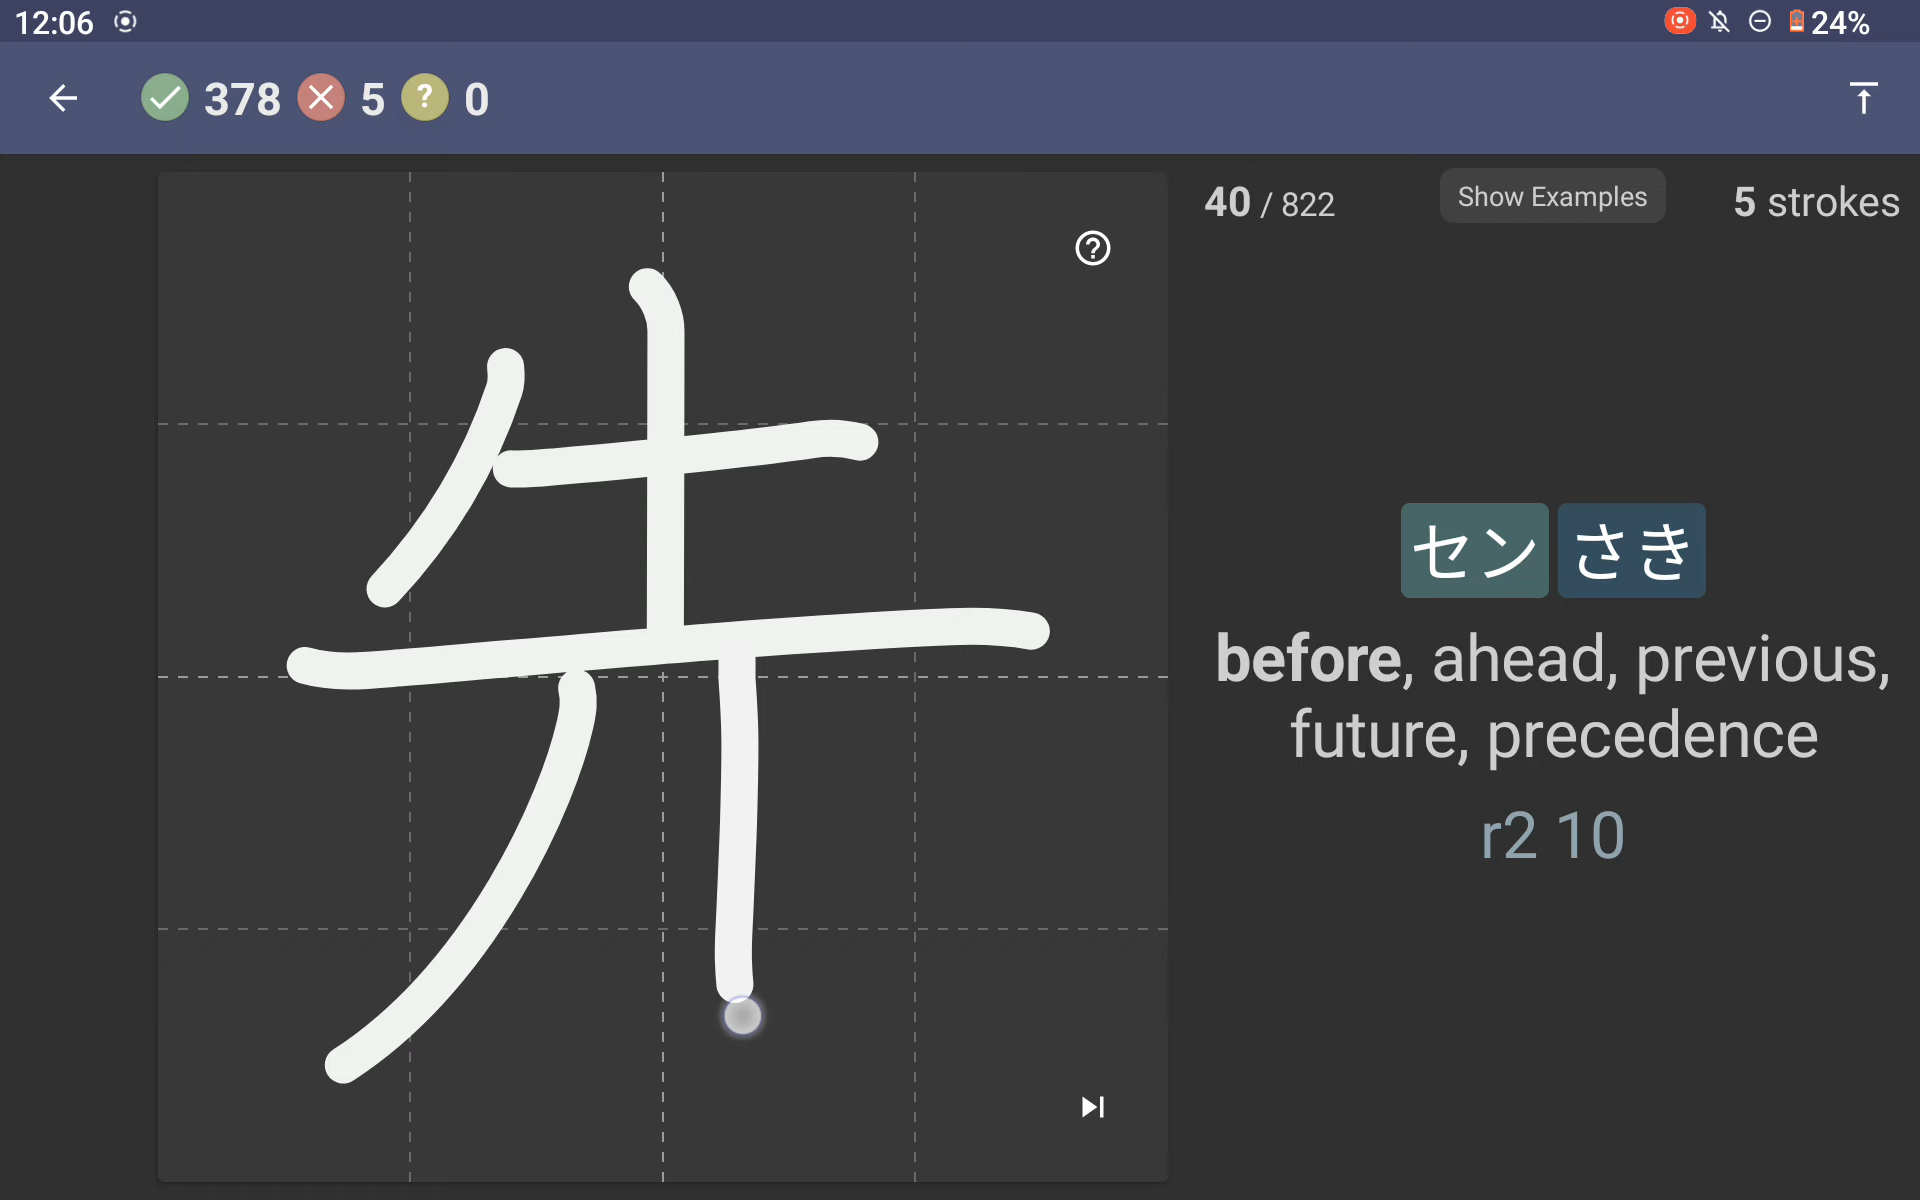 12:06
24%
378 5 ? 0
40 / 822
Show Examples
5 strokes
?
センさき
before, ahead, previous,
future, precedence
r2 10